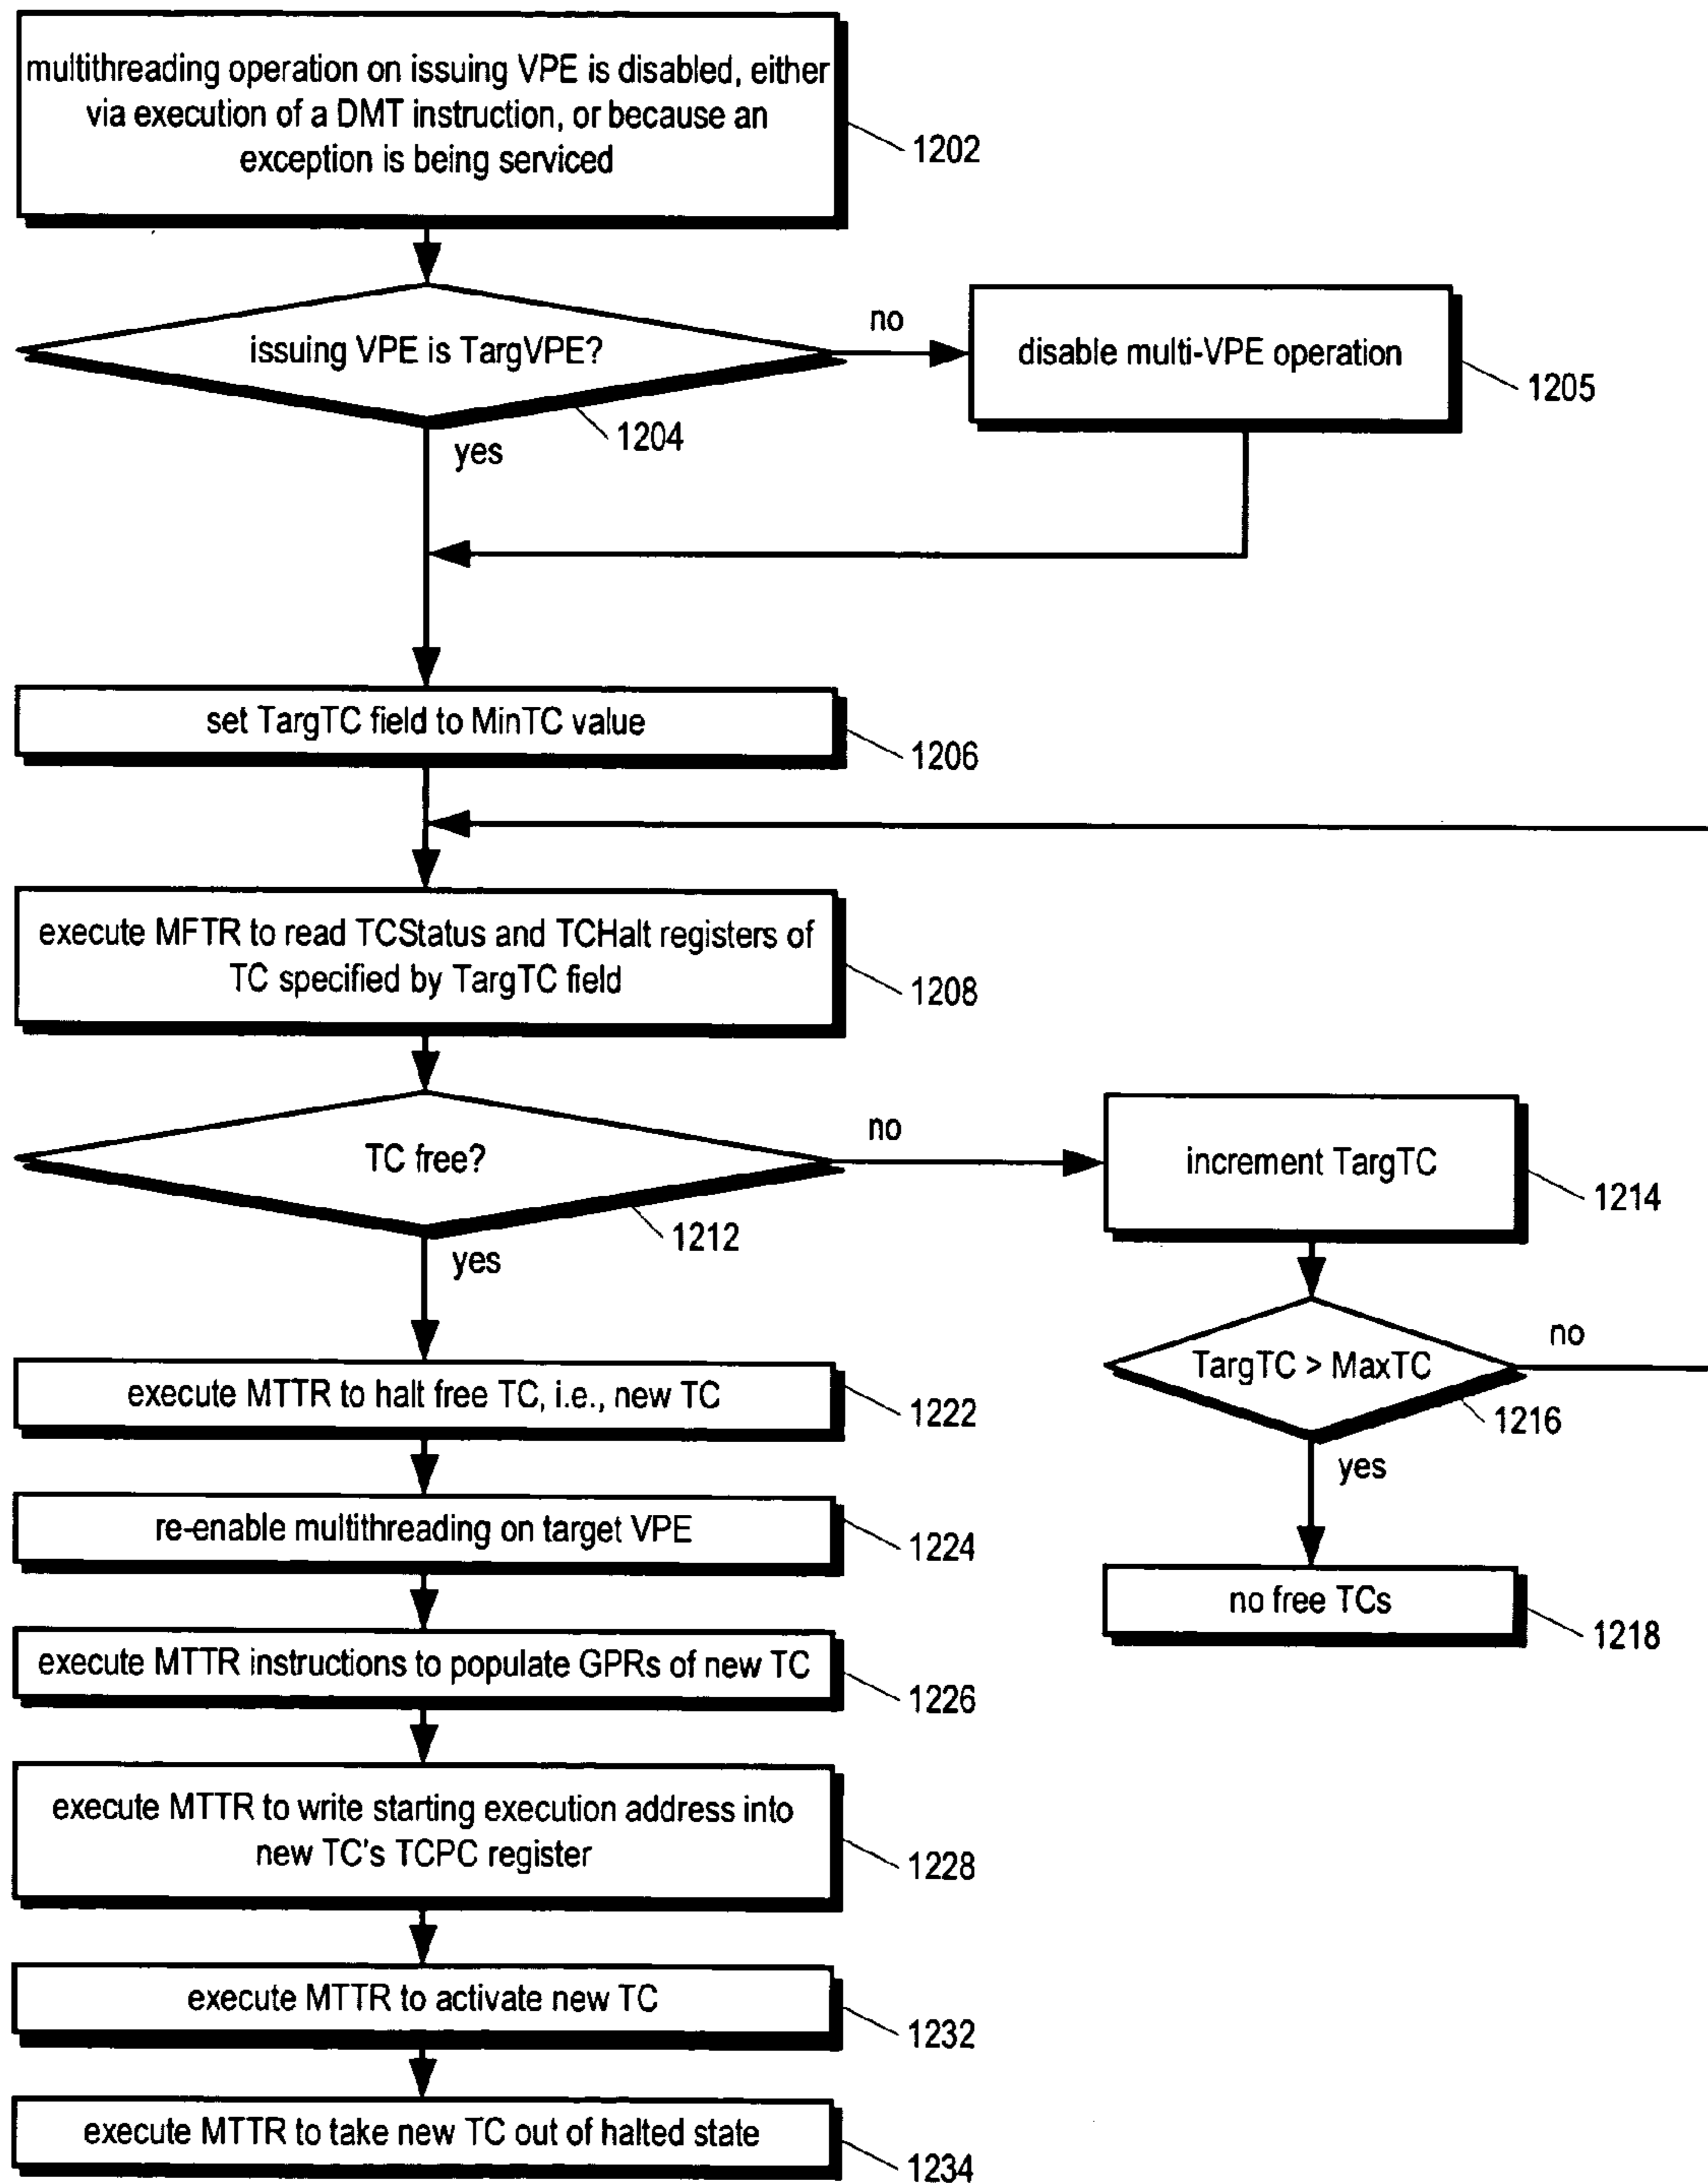 multithreading operation on issuing VPE is disabled, either
via execution of a DMT instruction, or because an
exception is being serviced
1202
issuing VPE is TargVPE?
no
disable multi-VPE operation
1205
1204
yes
set TargTC field to MinTC value
1206
execute MFTR to read TCStatus and TCHalt registers of
TC specified by TargTC field
1208
TC free?
no
increment TargTC
1214
1212
yes
TargTC > MaxTC
no
1216
yes
no free TCs
1218
execute MTTR to halt free TC, i.e., new TC
1222
re-enable multithreading on target VPE
1224
execute MTTR instructions to populate GPRs of new TC
1226
execute MTTR to write starting execution address into
new TC's TCPC register
1228
execute MTTR to activate new TC
1232
execute MTTR to take new TC out of halted state
1234